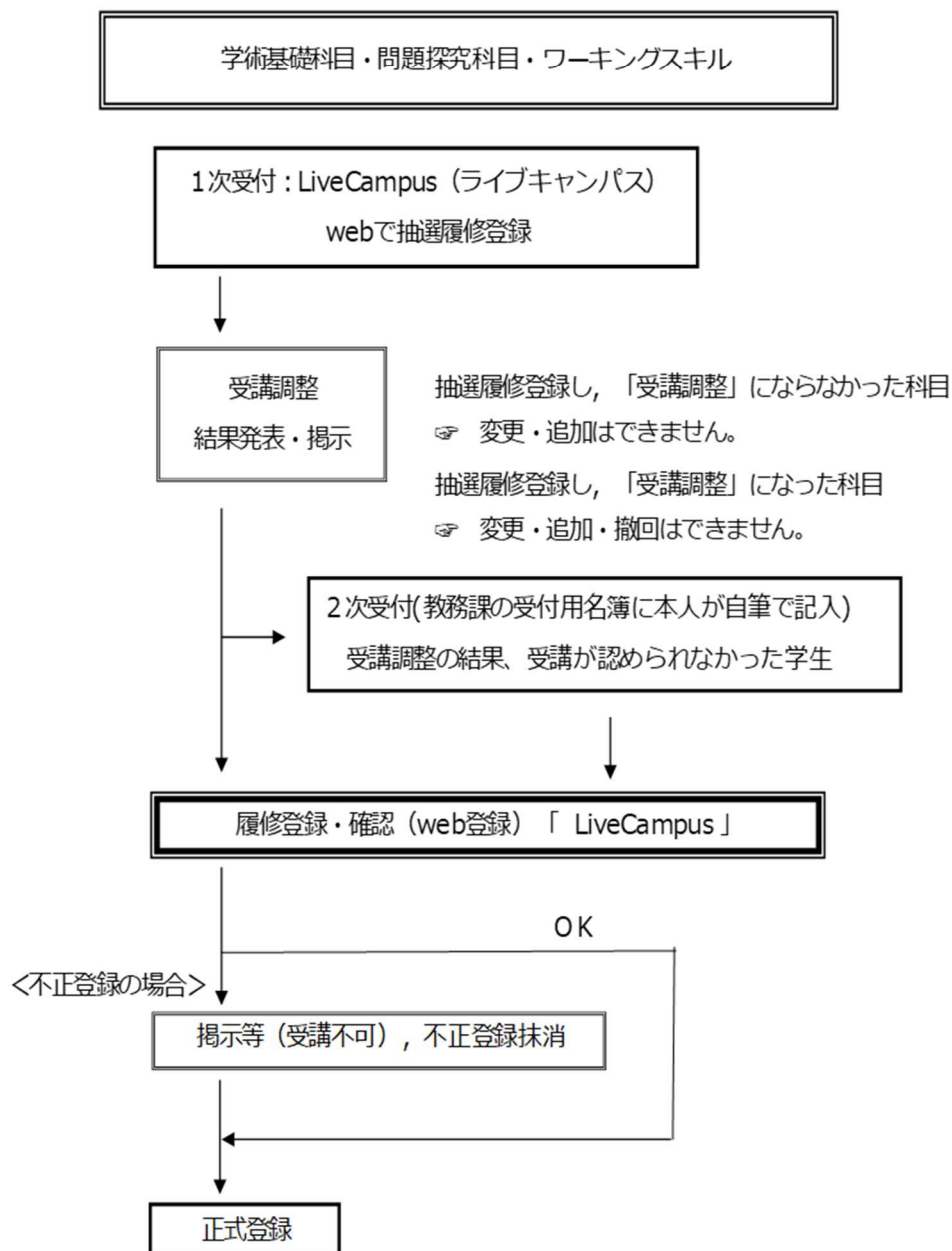 学術基礎科目・問題探究科目・ワーキングスキル
1次受付：LiveCampus（ライブキャンパス）
webで抽選履修登録
受講調整
結果発表・掲示
抽選履修登録し，「受講調整」にならなかった科目
☞ 変更・追加はできません。
抽選履修登録し，「受講調整」になった科目
☞ 変更・追加・撤回はできません。
2次受付(教務課の受付用名簿に本人が自筆で記入)
受講調整の結果、受講が認められなかった学生
履修登録・確認（web登録）「 LiveCampus 」
OK
＜不正登録の場合＞
掲示等（受講不可），不正登録抹消
正式登録